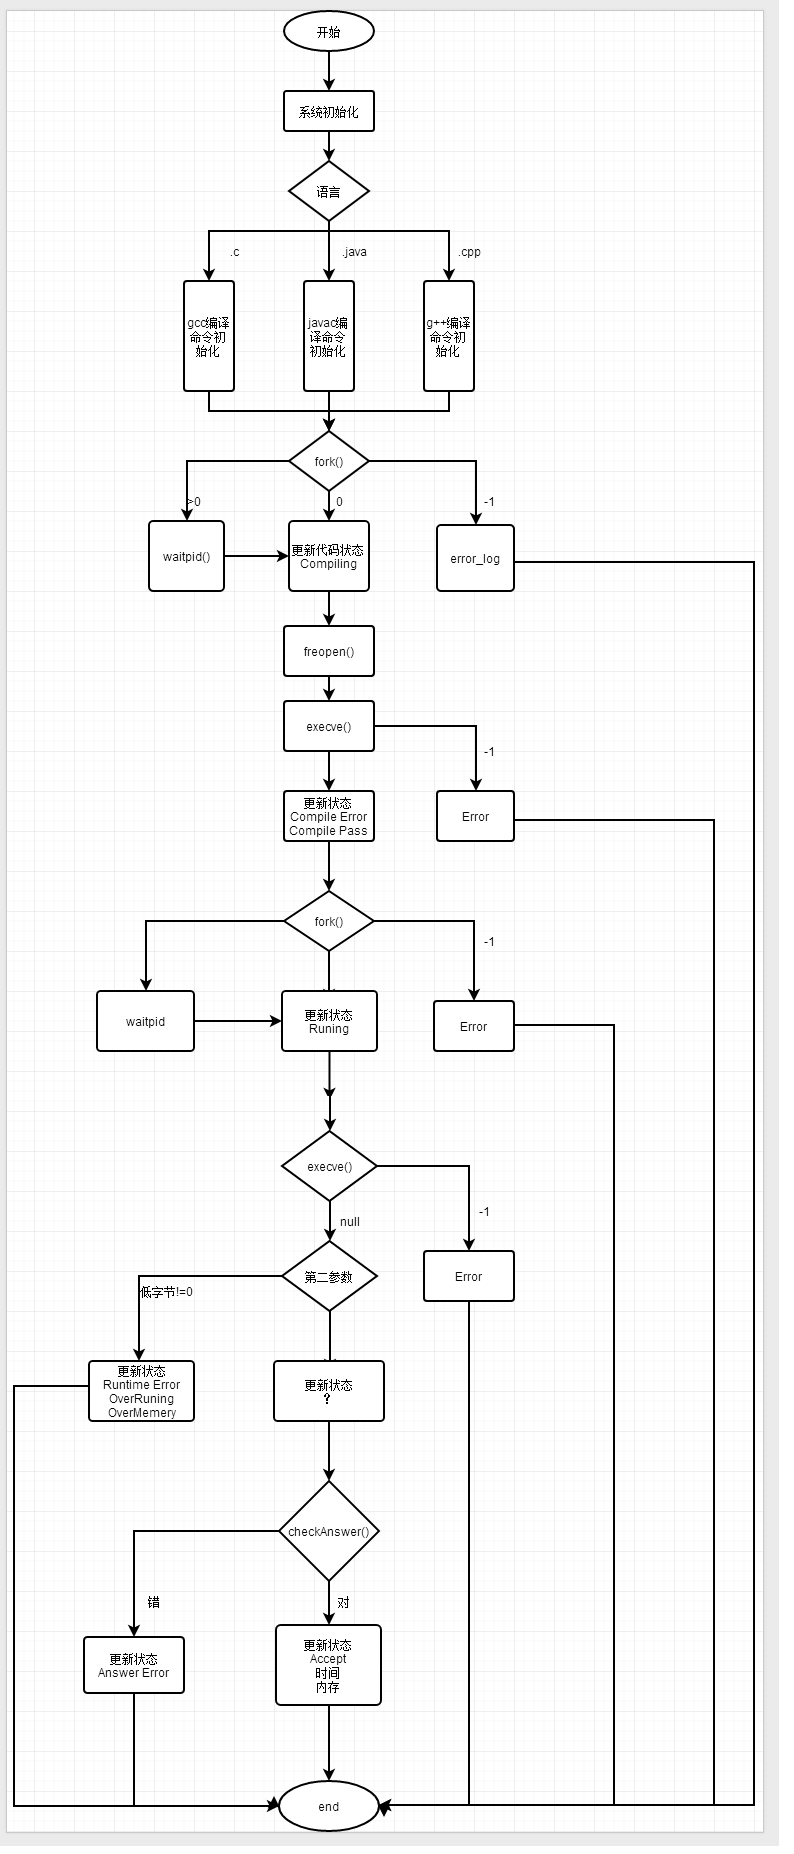 开始
系统初始化
语言
.c
.java
.cpp
gcc编译
命令初
始化
javac编
译命令
初始化
g++编译
命令初
始化
fork()
>0
0
-1
waitpid()
更新代码状态
Compiling
error_log
freopen()
execve()
-1
更新状态
Compile Error
Compile Pass
Error
fork()
-1
waitpid
更新状态
Runing
Error
execve()
-1
null
第二参数
Error
低字节!=0
更新状态
Runtime Error
OverRuning
OverMemery
更新状态
？
checkAnswer()
错
对
更新状态
Answer Error
更新状态
Accept
时间
内存
end